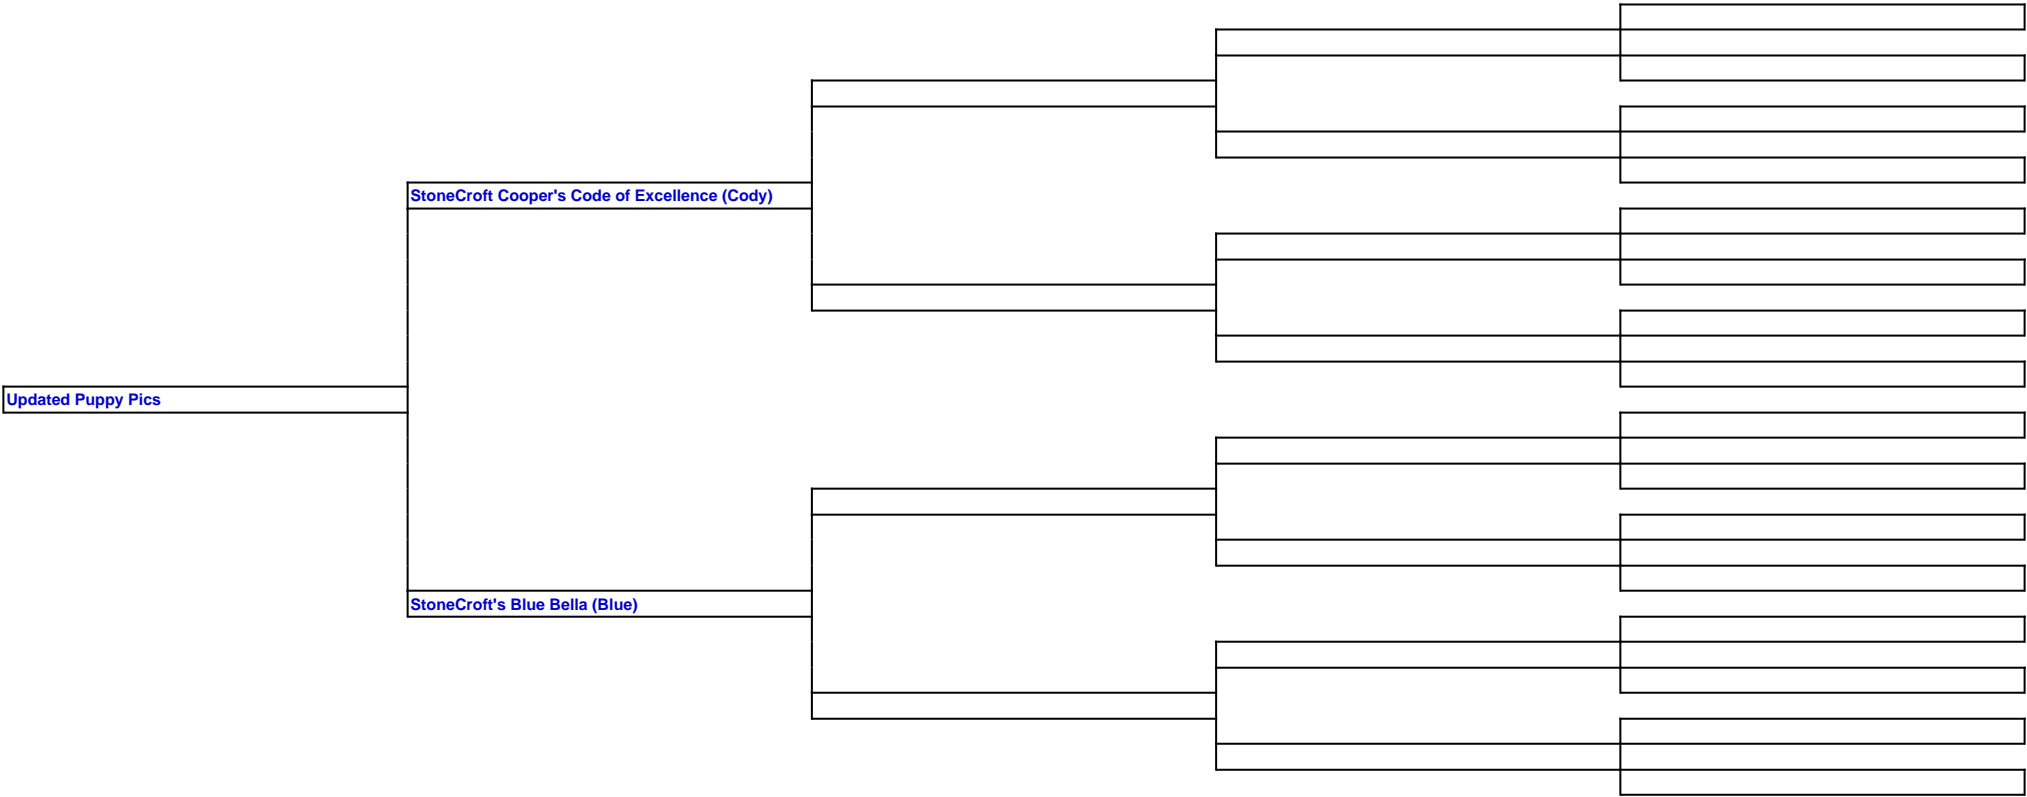 StoneCroft Cooper's Code of Excellence (Cody)
Updated Puppy Pics
StoneCroft's Blue Bella (Blue)